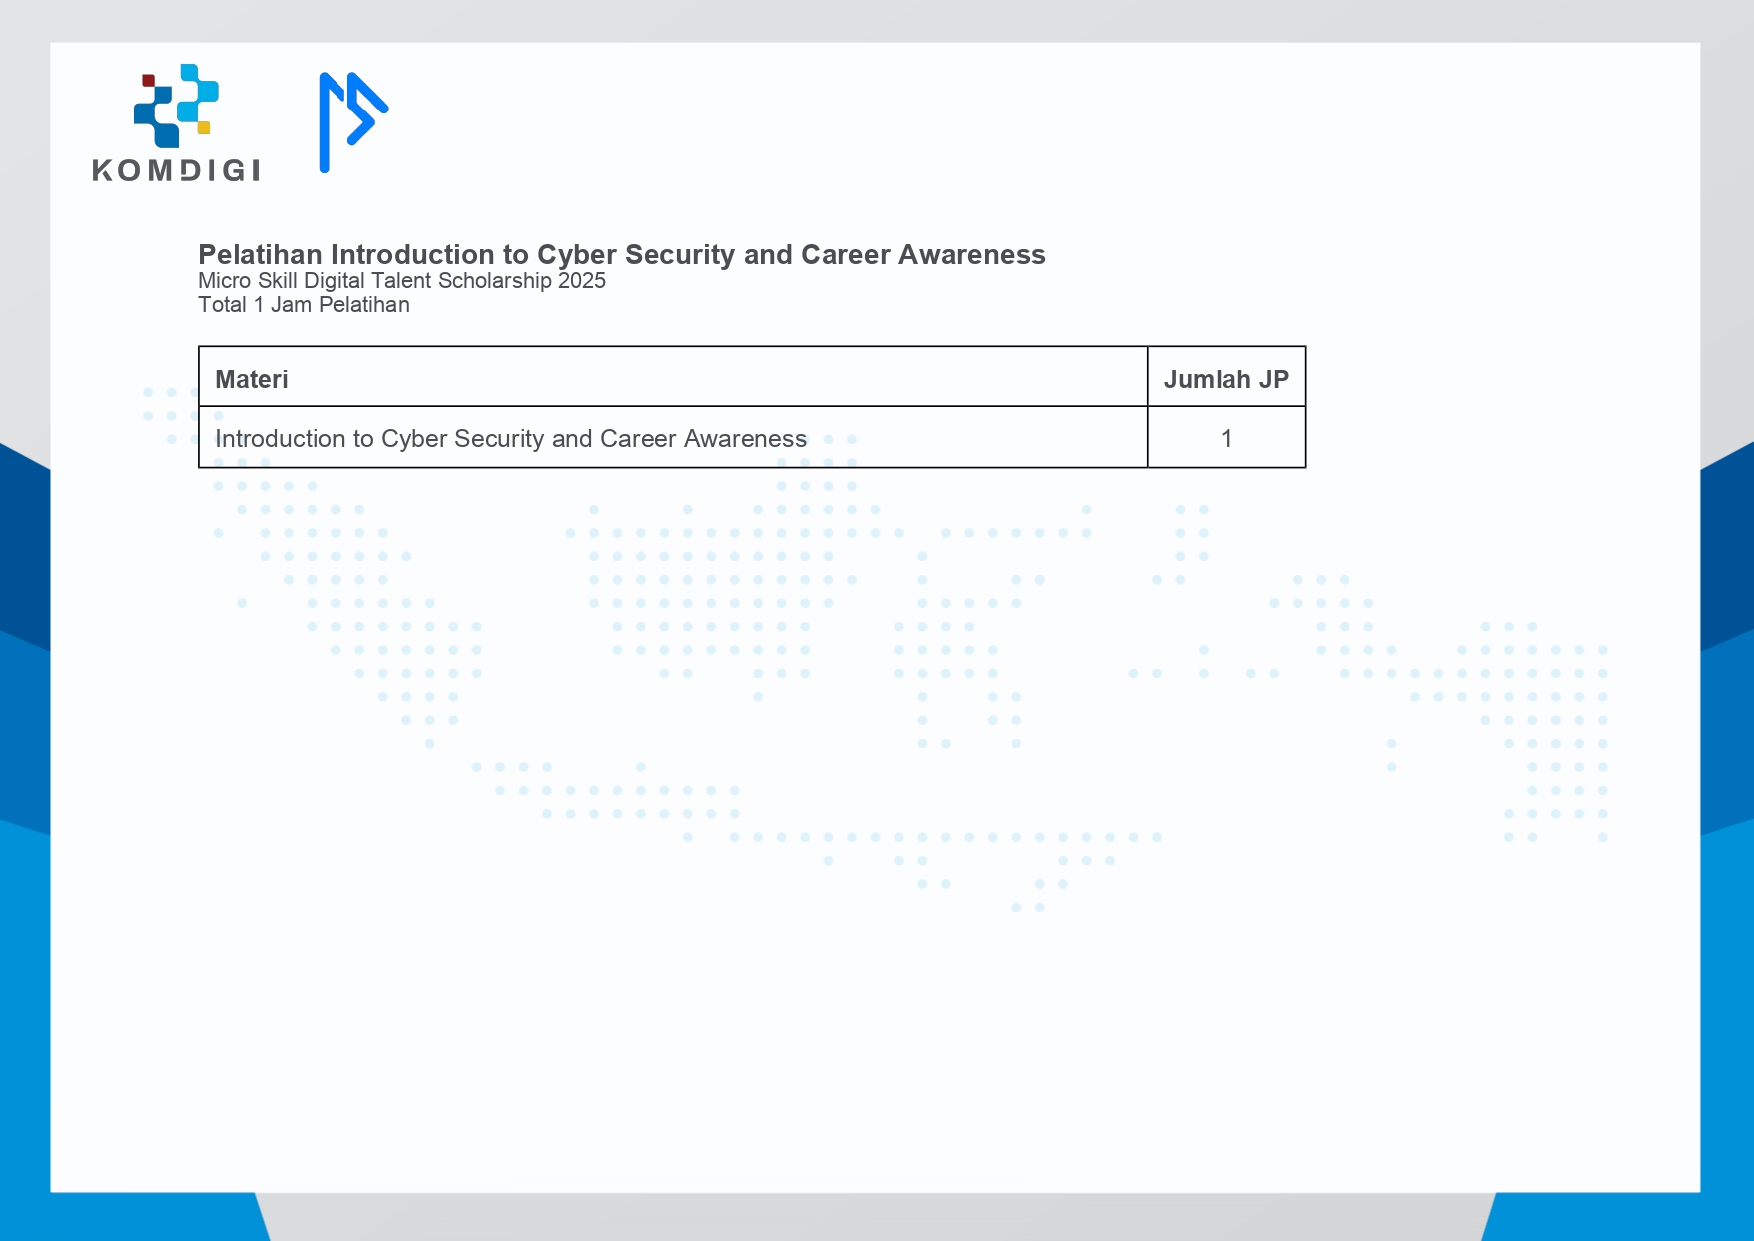 KOMDIGI
Pelatihan Introduction to Cyber Security and Career Awareness
Micro Skill Digital Talent Scholarship 2025
Total 1 Jam Pelatihan
Materi Jumlah JP
Introduction to Cyber Security and Career Awareness 1